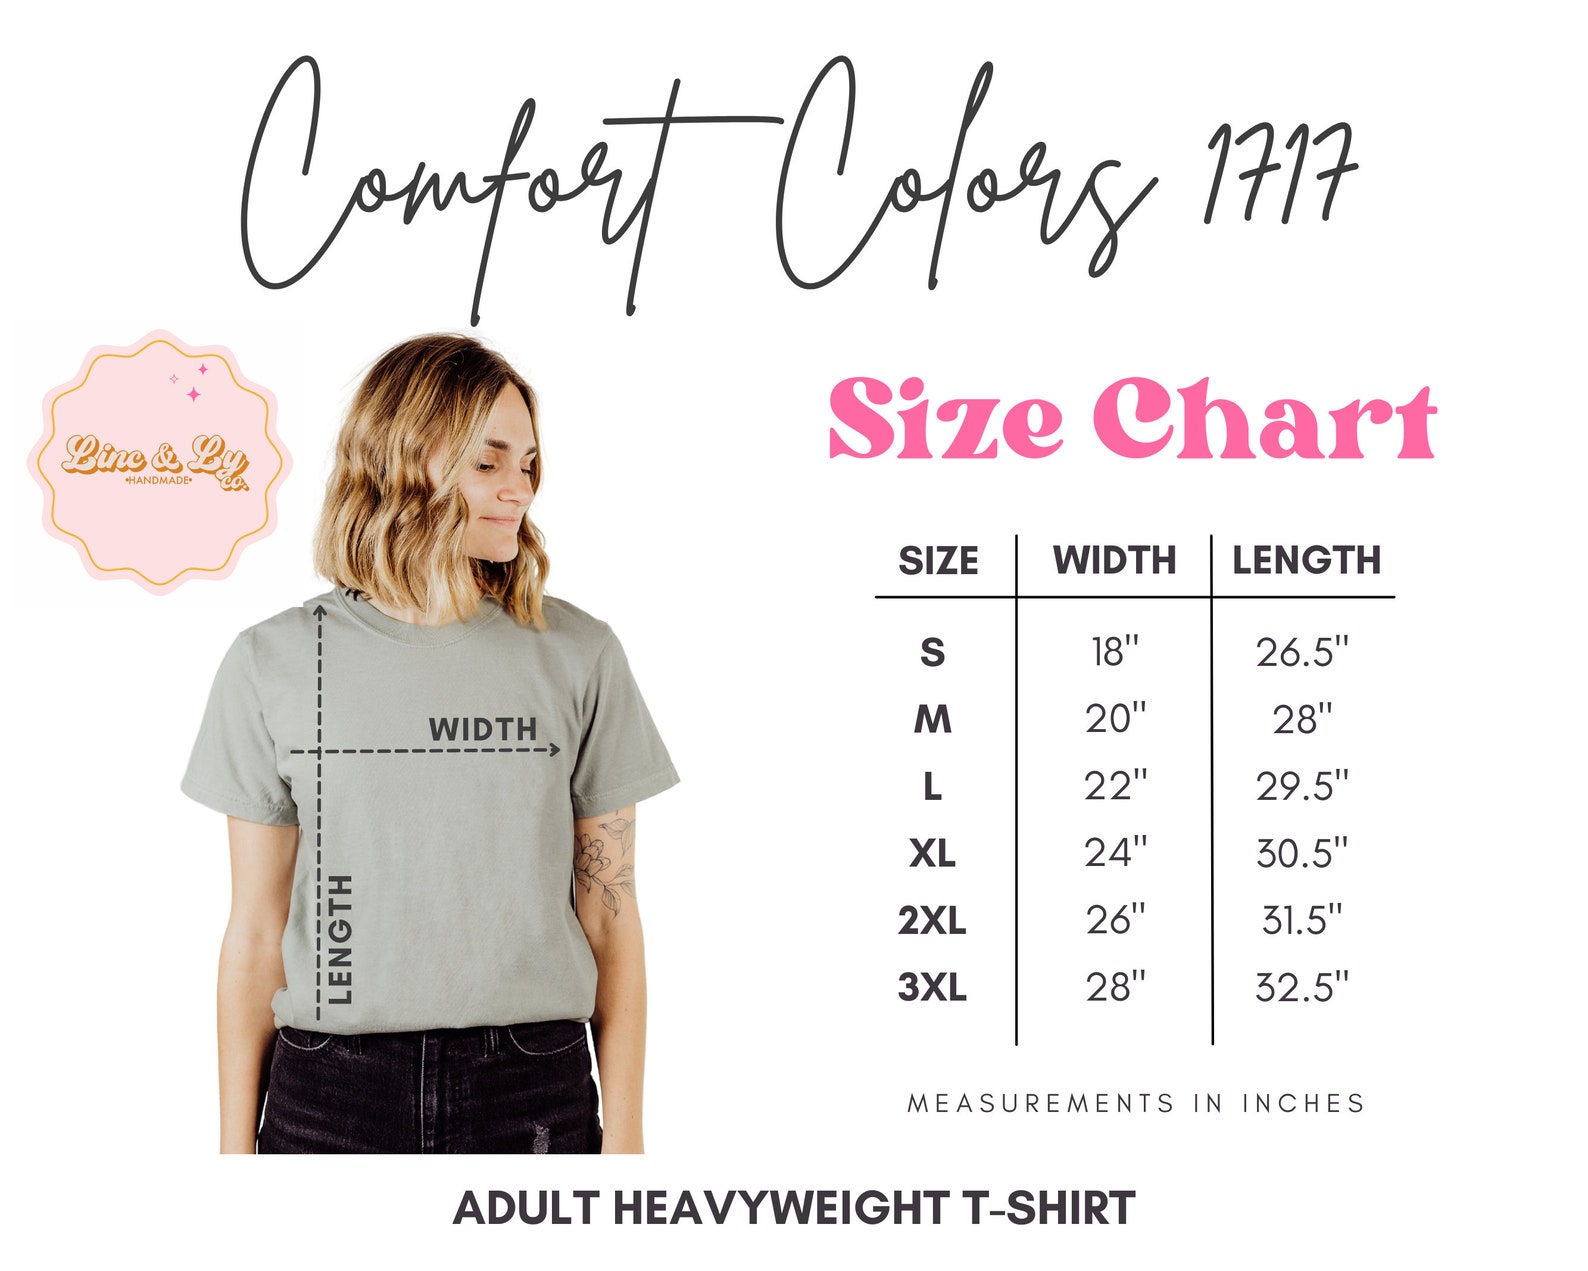 Comfort Colors 1717
Linc & Ly
co.
•HANDMADE•
Size Chart
SIZE WIDTH LENGTH
S 18" 26.5"
M 20" 28"
L 22" 29.5"
XL 24" 30.5"
2XL 26" 31.5"
3XL 28" 32.5"
WIDTH
LENGTH
MEASUREMENTS IN INCHES
ADULT HEAVYWEIGHT T-SHIRT